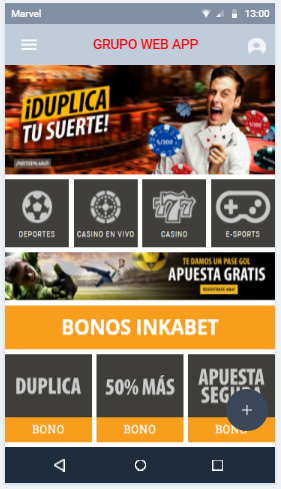 Marvel 13:00
GRUPO WEB APP
¡DUPLICA
TU SUERTE!
¡PARTICIPA AQUÍ!
DEPORTES
CASINO EN VIVO
CASINO
E-SPORTS
TE DAMOS UN PASE GOL
APUESTA GRATIS
REGÍSTRATE AQUÍ
BONOS INKABET
DUPLICA
50% MÁS
APUESTA
SEGURA
BONO
BONO
BONO